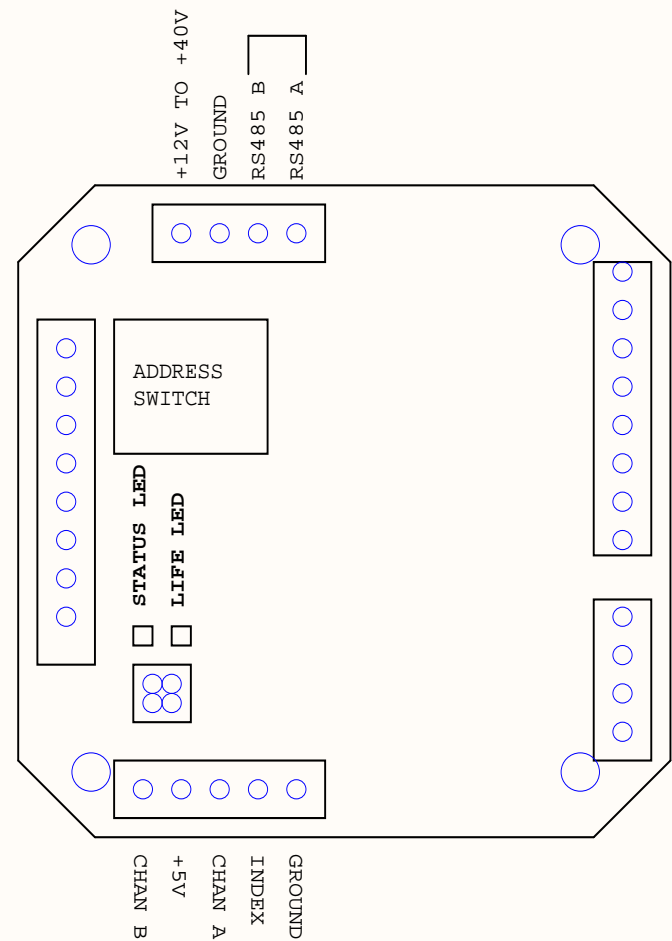 +12V TO +40V
GROUND
RS485 B
RS485 A
ADDRESS
SWITCH
STATUS LED
LIFE LED
CHAN B
+5V
CHAN A
INDEX
GROUND